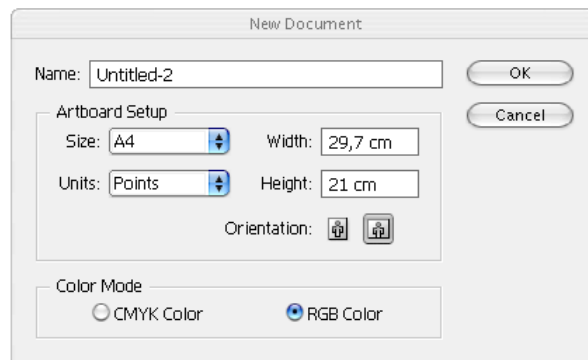 New Document
Name: Untitled-2 OK
Artboard Setup Cancel
Size: A4 Width: 29,7 cm
Units: Points Height: 21 cm
Orientation:
Color Mode
CMYK Color RGB Color